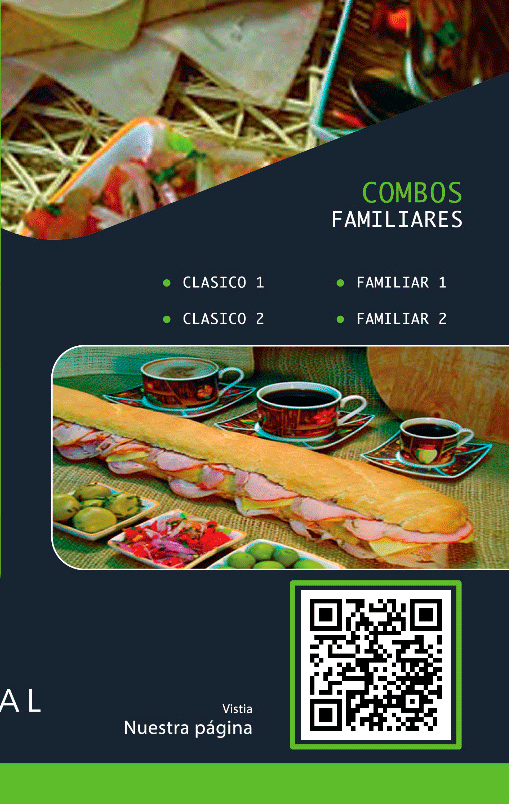 COMBOS
FAMILIARES
CLASICO 1
FAMILIAR 1
CLASICO 2
FAMILIAR 2
AL
Vistia
Nuestra página